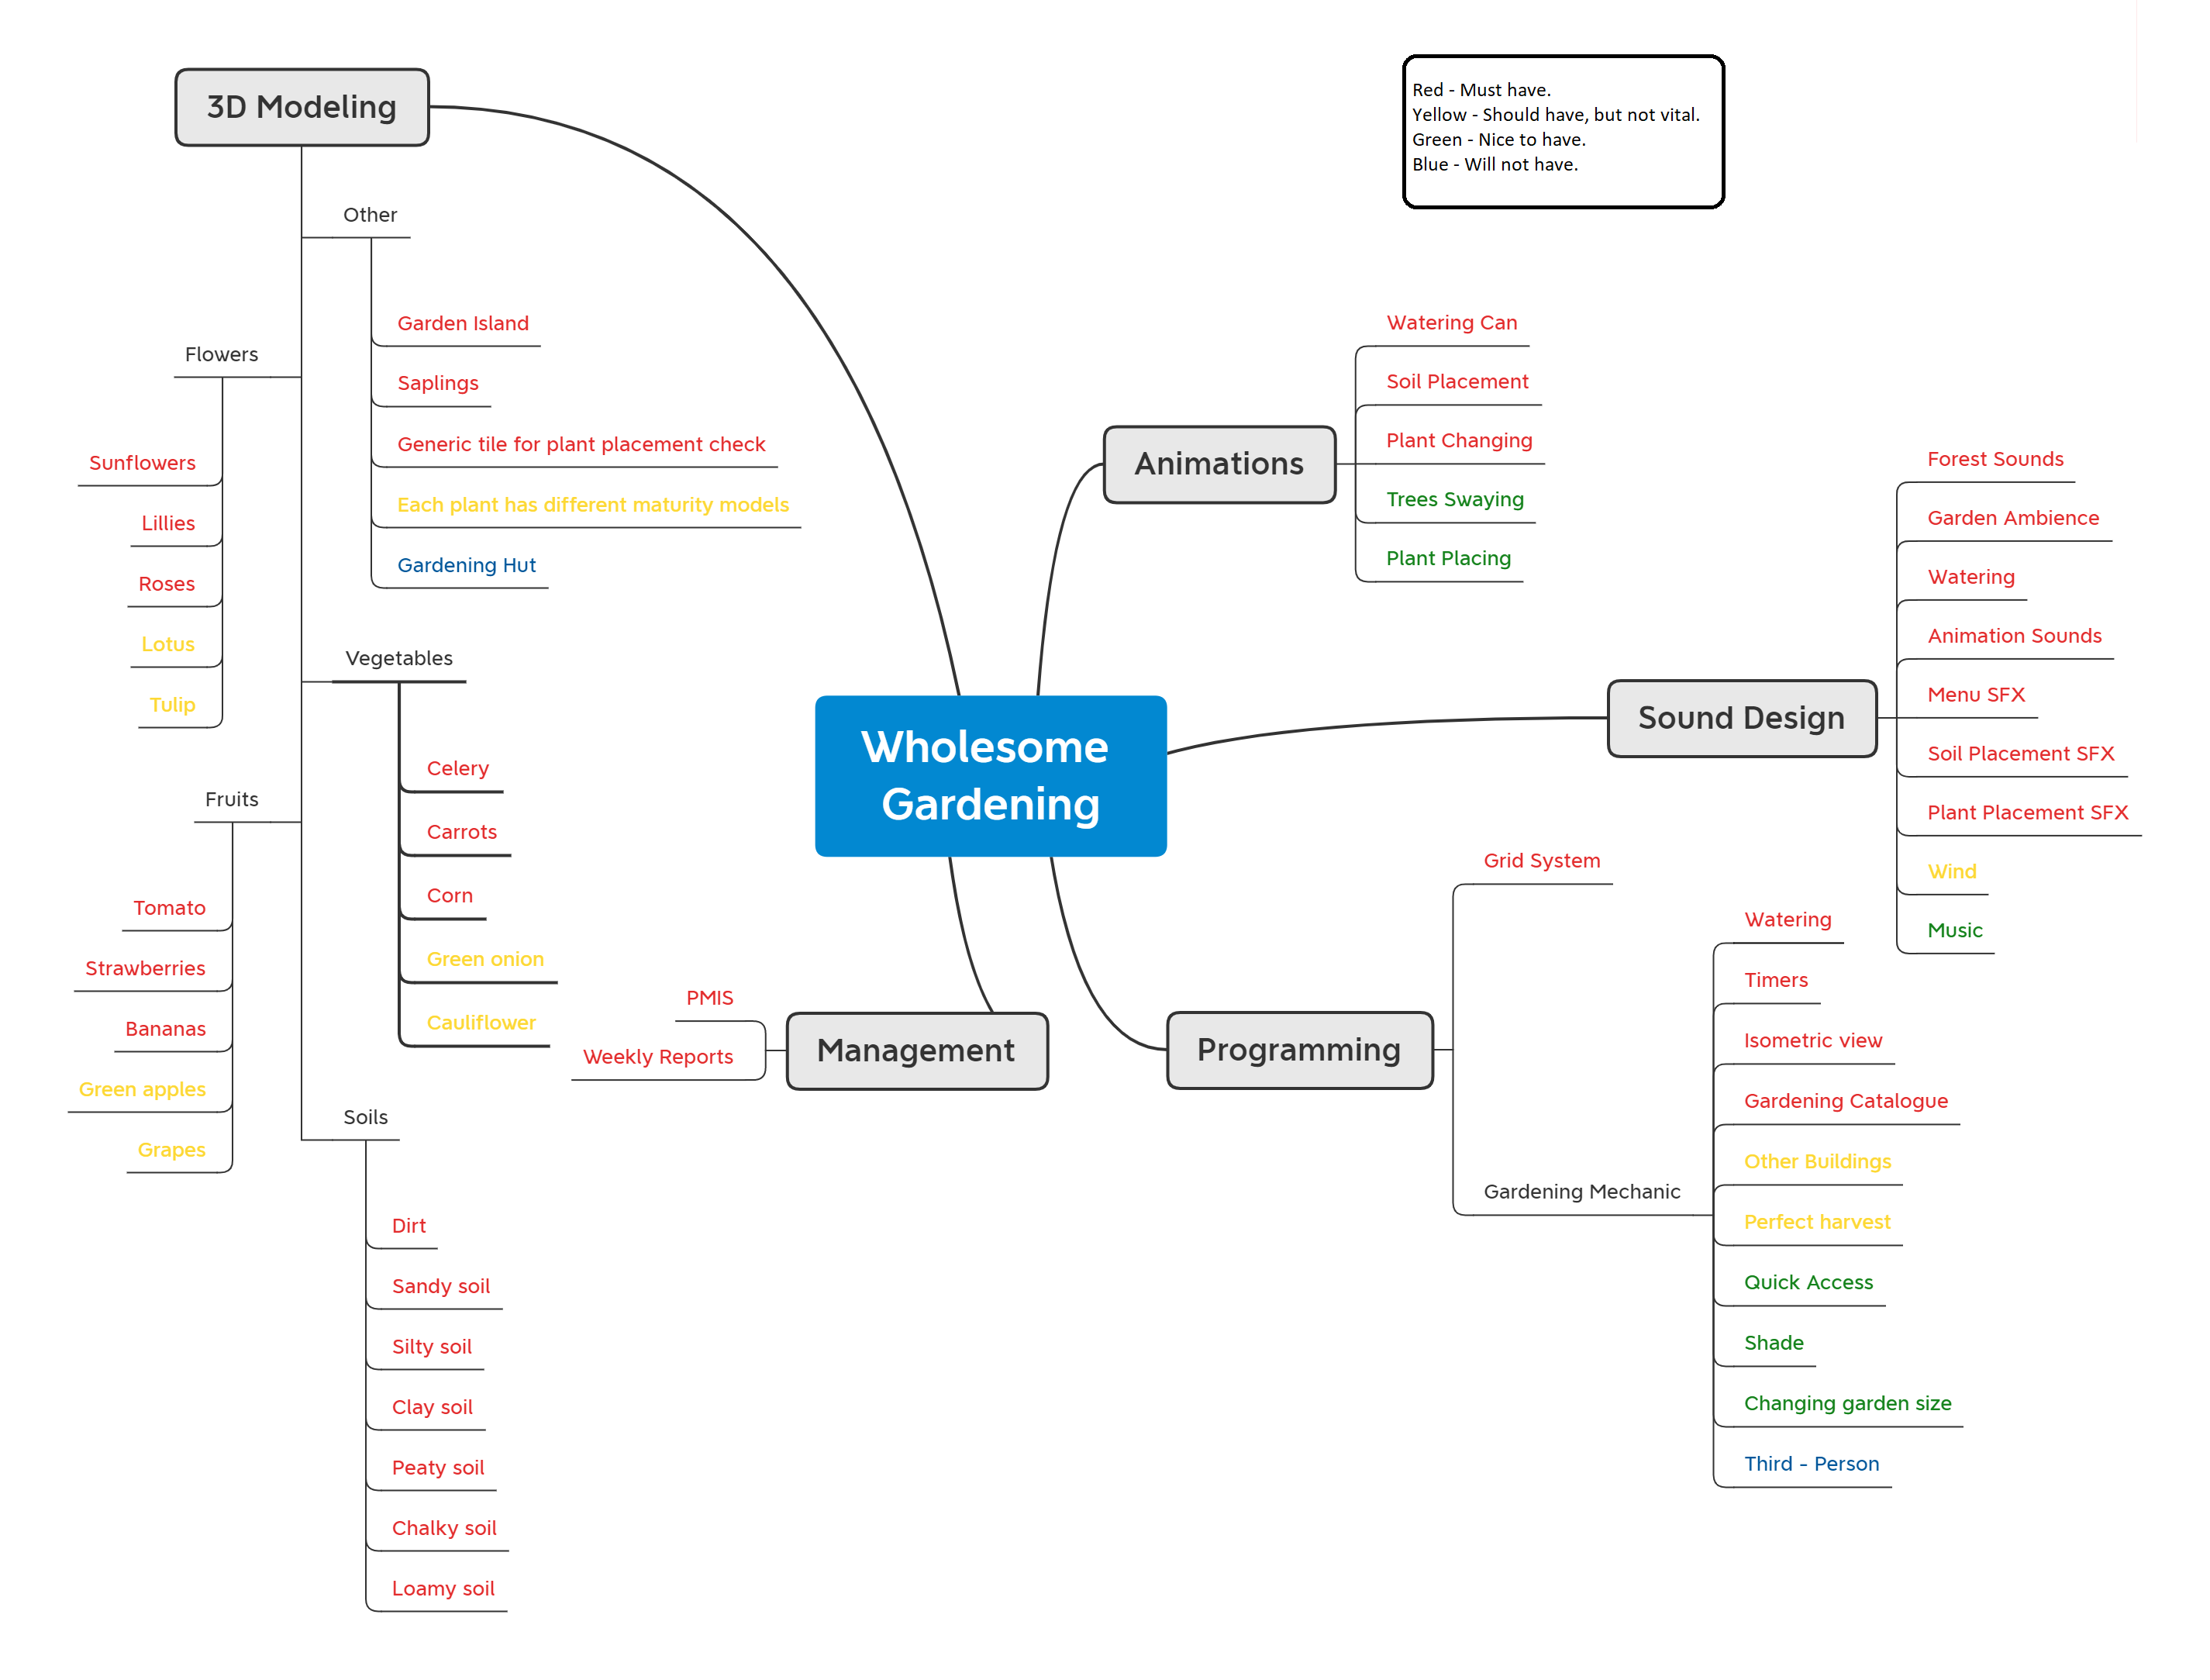 3D Modeling
Other
Garden Island
Saplings
Generic tile for plant placement check
Each plant has different maturity models
Gardening Hut
Flowers
Sunflowers
Lillies
Roses
Lotus
Tulip
Vegetables
Celery
Carrots
Corn
Green onion
Cauliflower
Fruits
Tomato
Strawberries
Bananas
Green apples
Grapes
Soils
Dirt
Sandy soil
Silty soil
Clay soil
Peaty soil
Chalky soil
Loamy soil
Red - Must have.
Yellow - Should have, but not vital.
Green - Nice to have.
Blue - Will not have.
Wholesome
Gardening
Animations
Watering Can
Soil Placement
Plant Changing
Trees Swaying
Plant Placing
Sound Design
Forest Sounds
Garden Ambience
Watering
Animation Sounds
Menu SFX
Soil Placement SFX
Plant Placement SFX
Wind
Music
Management
PMIS
Weekly Reports
Programming
Grid System
Gardening Mechanic
Watering
Timers
Isometric view
Gardening Catalogue
Other Buildings
Perfect harvest
Quick Access
Shade
Changing garden size
Third - Person